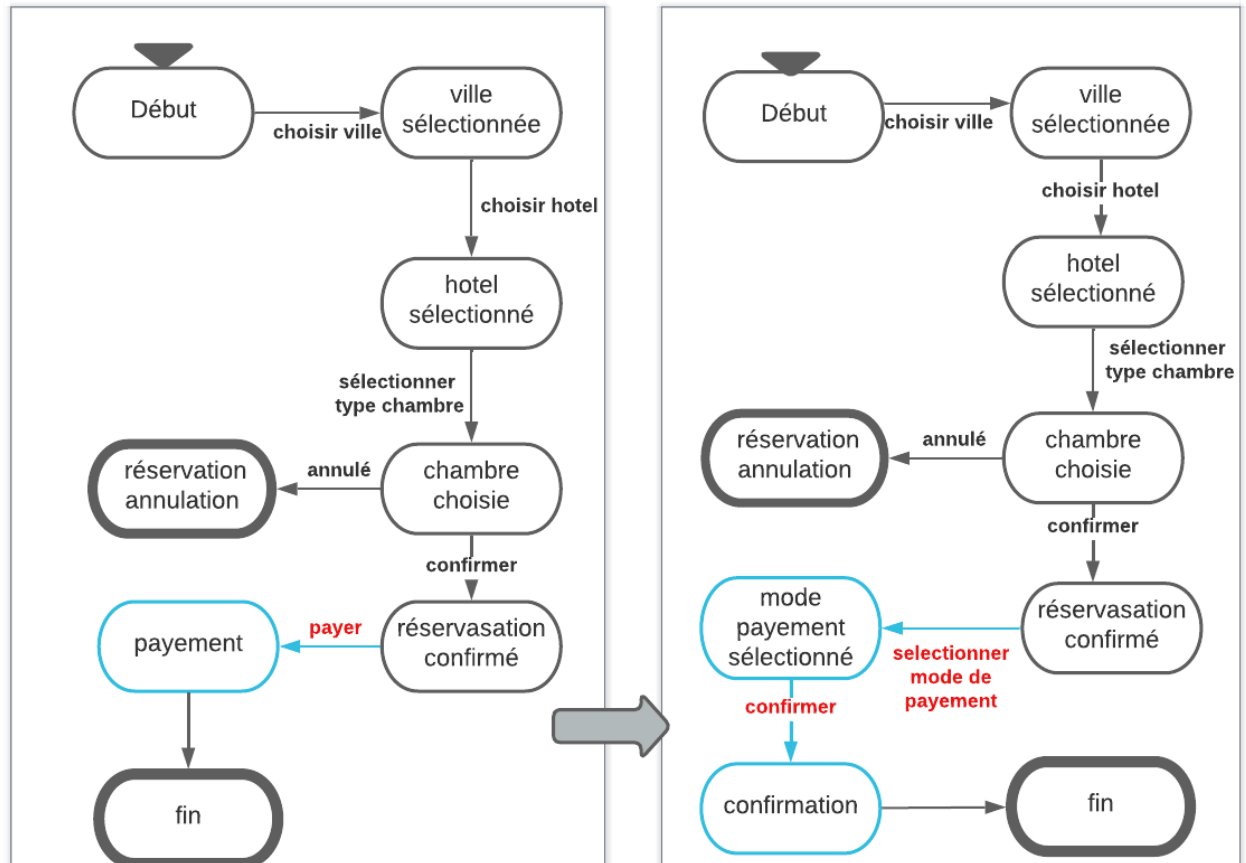 Début
choisir ville
ville
sélectionnée
choisir hotel
hotel
sélectionné
sélectionner
type chambre
chambre
choisie
annulé
réservation
annulation
confirmer
réservasation
confirmé
payer
payement
fin
Début
choisir ville
ville
sélectionnée
choisir hotel
hotel
sélectionné
sélectionner
type chambre
chambre
choisie
annulé
réservation
annulation
confirmer
réservasation
confirmé
selectionner
mode de
payement
mode
payement
sélectionné
confirmer
confirmation
fin